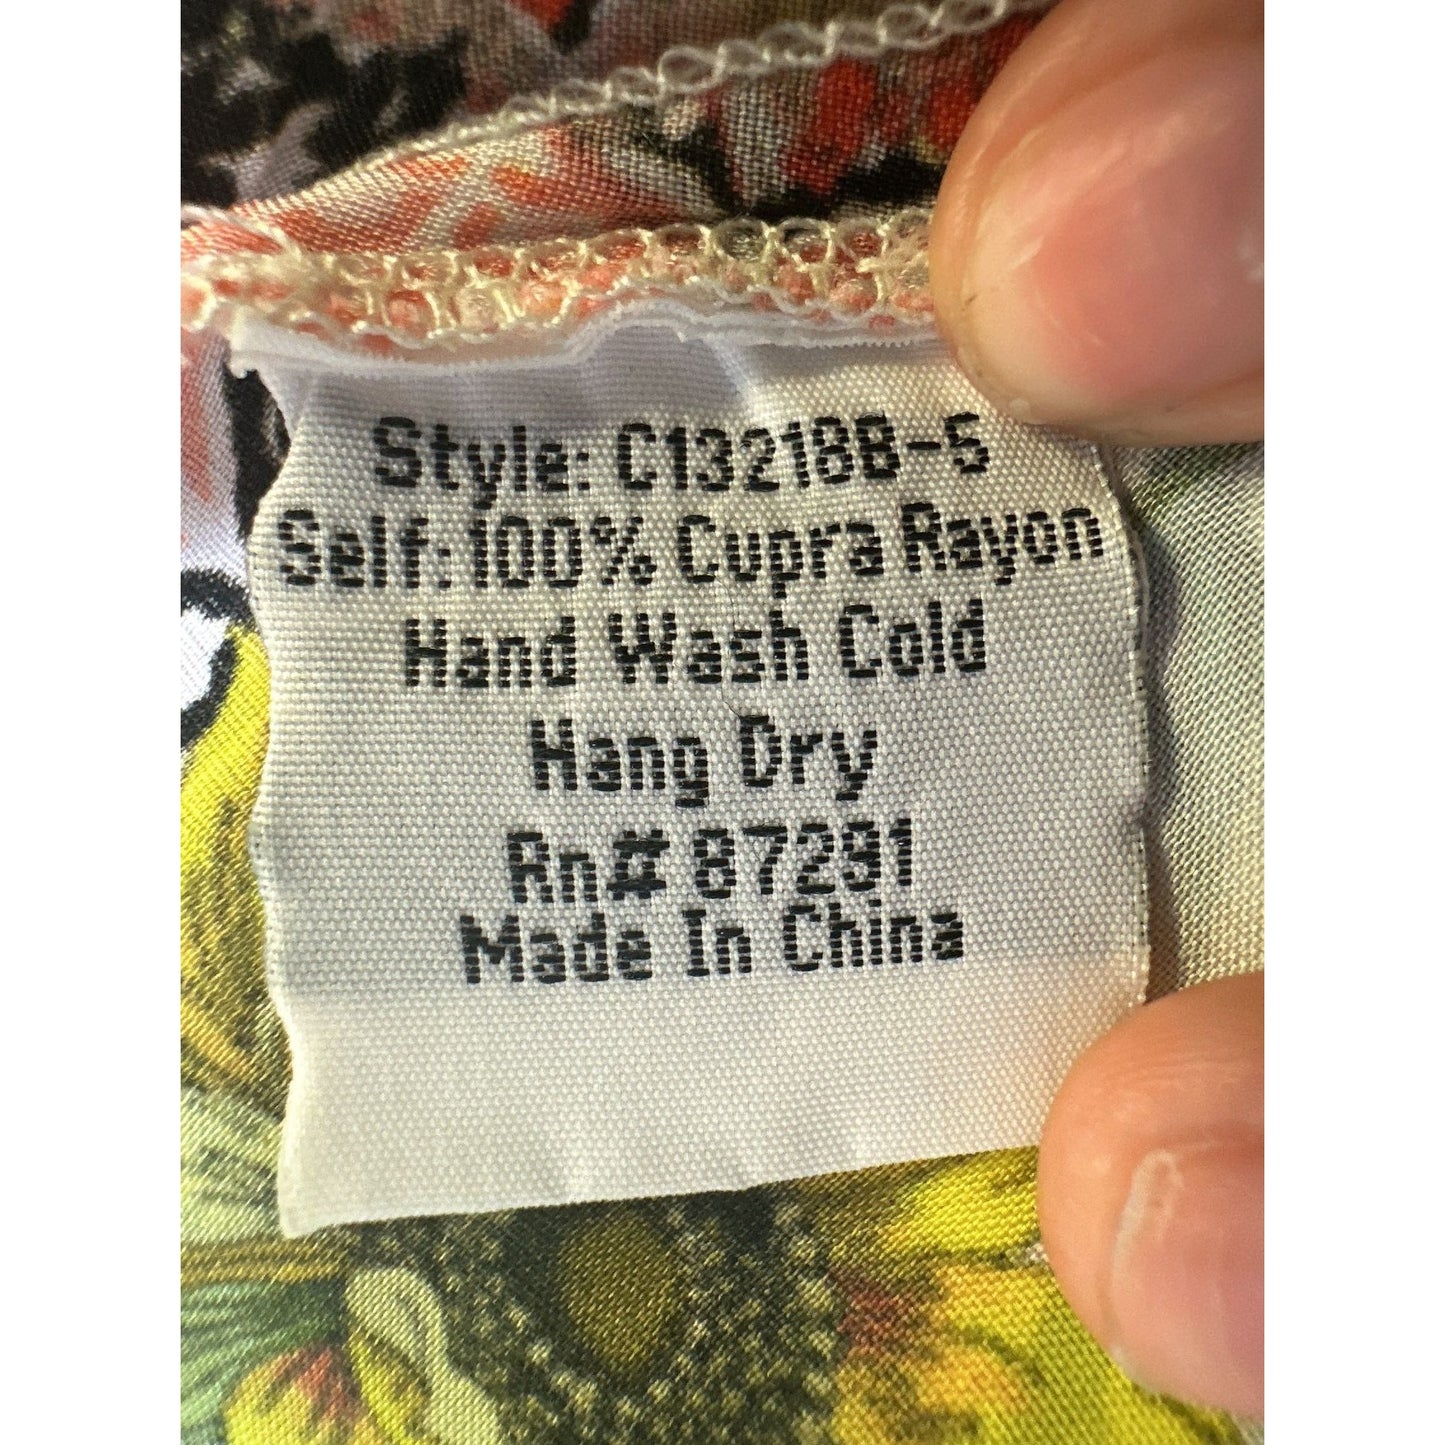 Style: C13218B-5
Self: 100% Cupra Rayon
Hand Wash Cold
Hang Dry
Rn# 87291
Made In China